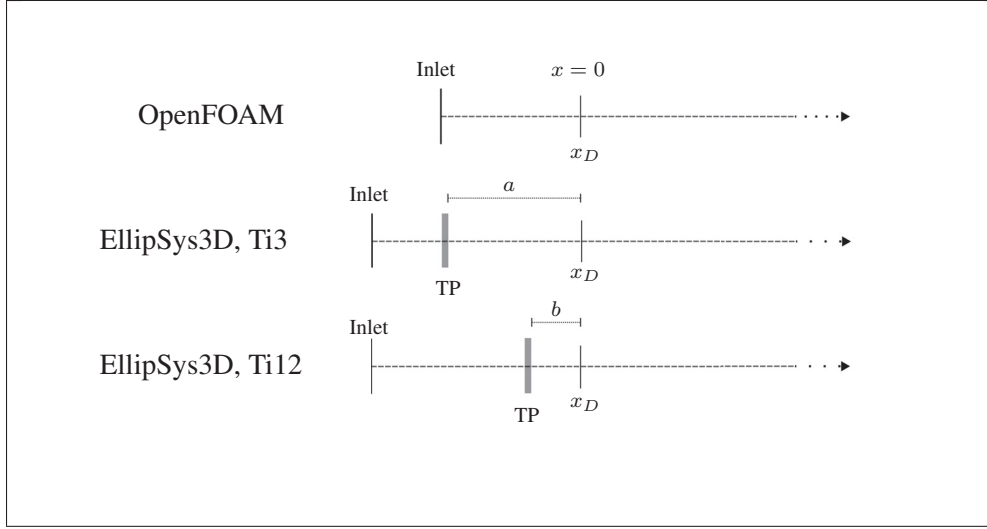 Inlet
x = 0
OpenFOAM
x_D
Inlet
a
EllipSys3D, Ti3
x_D
TP
Inlet
b
EllipSys3D, Ti12
x_D
TP